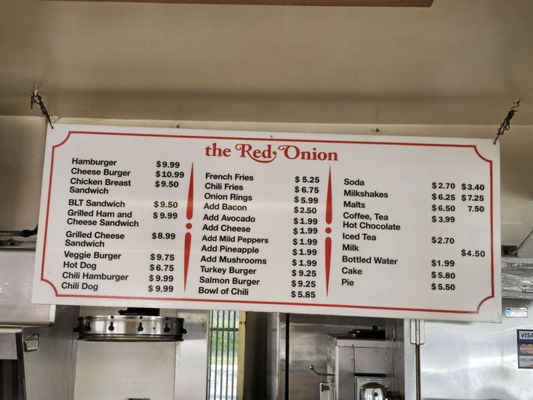 the Red Onion
Hamburger $9.99
Cheese Burger $10.99
Chicken Breast $9.50
Sandwich
BLT Sandwich $9.50
Grilled Ham and $9.99
Cheese Sandwich
Grilled Cheese $8.99
Sandwich
Veggie Burger $9.75
Hot Dog $6.75
Chili Hamburger $9.99
Chili Dog $9.99
French Fries $5.25
Chili Fries $6.75
Onion Rings $5.99
Add Bacon $2.50
Add Avocado $1.99
Add Cheese $1.99
Add Mild Peppers $1.99
Add Pineapple $1.99
Add Mushrooms $1.99
Turkey Burger $9.25
Salmon Burger $9.25
Bowl of Chili $5.85
Soda $2.70 $3.40
Milkshakes $6.25 $7.25
Malts $6.50 7.50
Coffee, Tea $3.99
Hot Chocolate
Iced Tea $2.70
Milk $4.50
Bottled Water $1.99
Cake $5.80
Pie $5.50
VISA